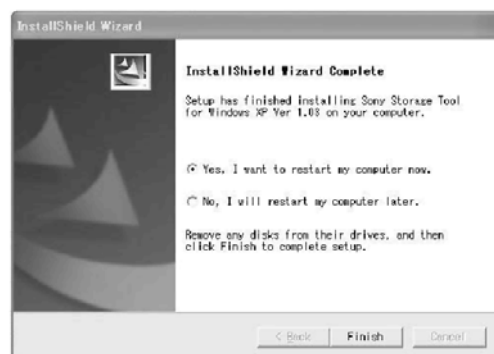 InstallShield Wizard
InstallShield Wizard Complete
Setup has finished installing Sony Storage Tool
for Windows XP Ver 1.03 on your computer.
Yes, I want to restart my computer now.
No, I will restart my computer later.
Remove any disks from their drives, and then
click Finish to complete setup.
< Back
Finish
Cancel